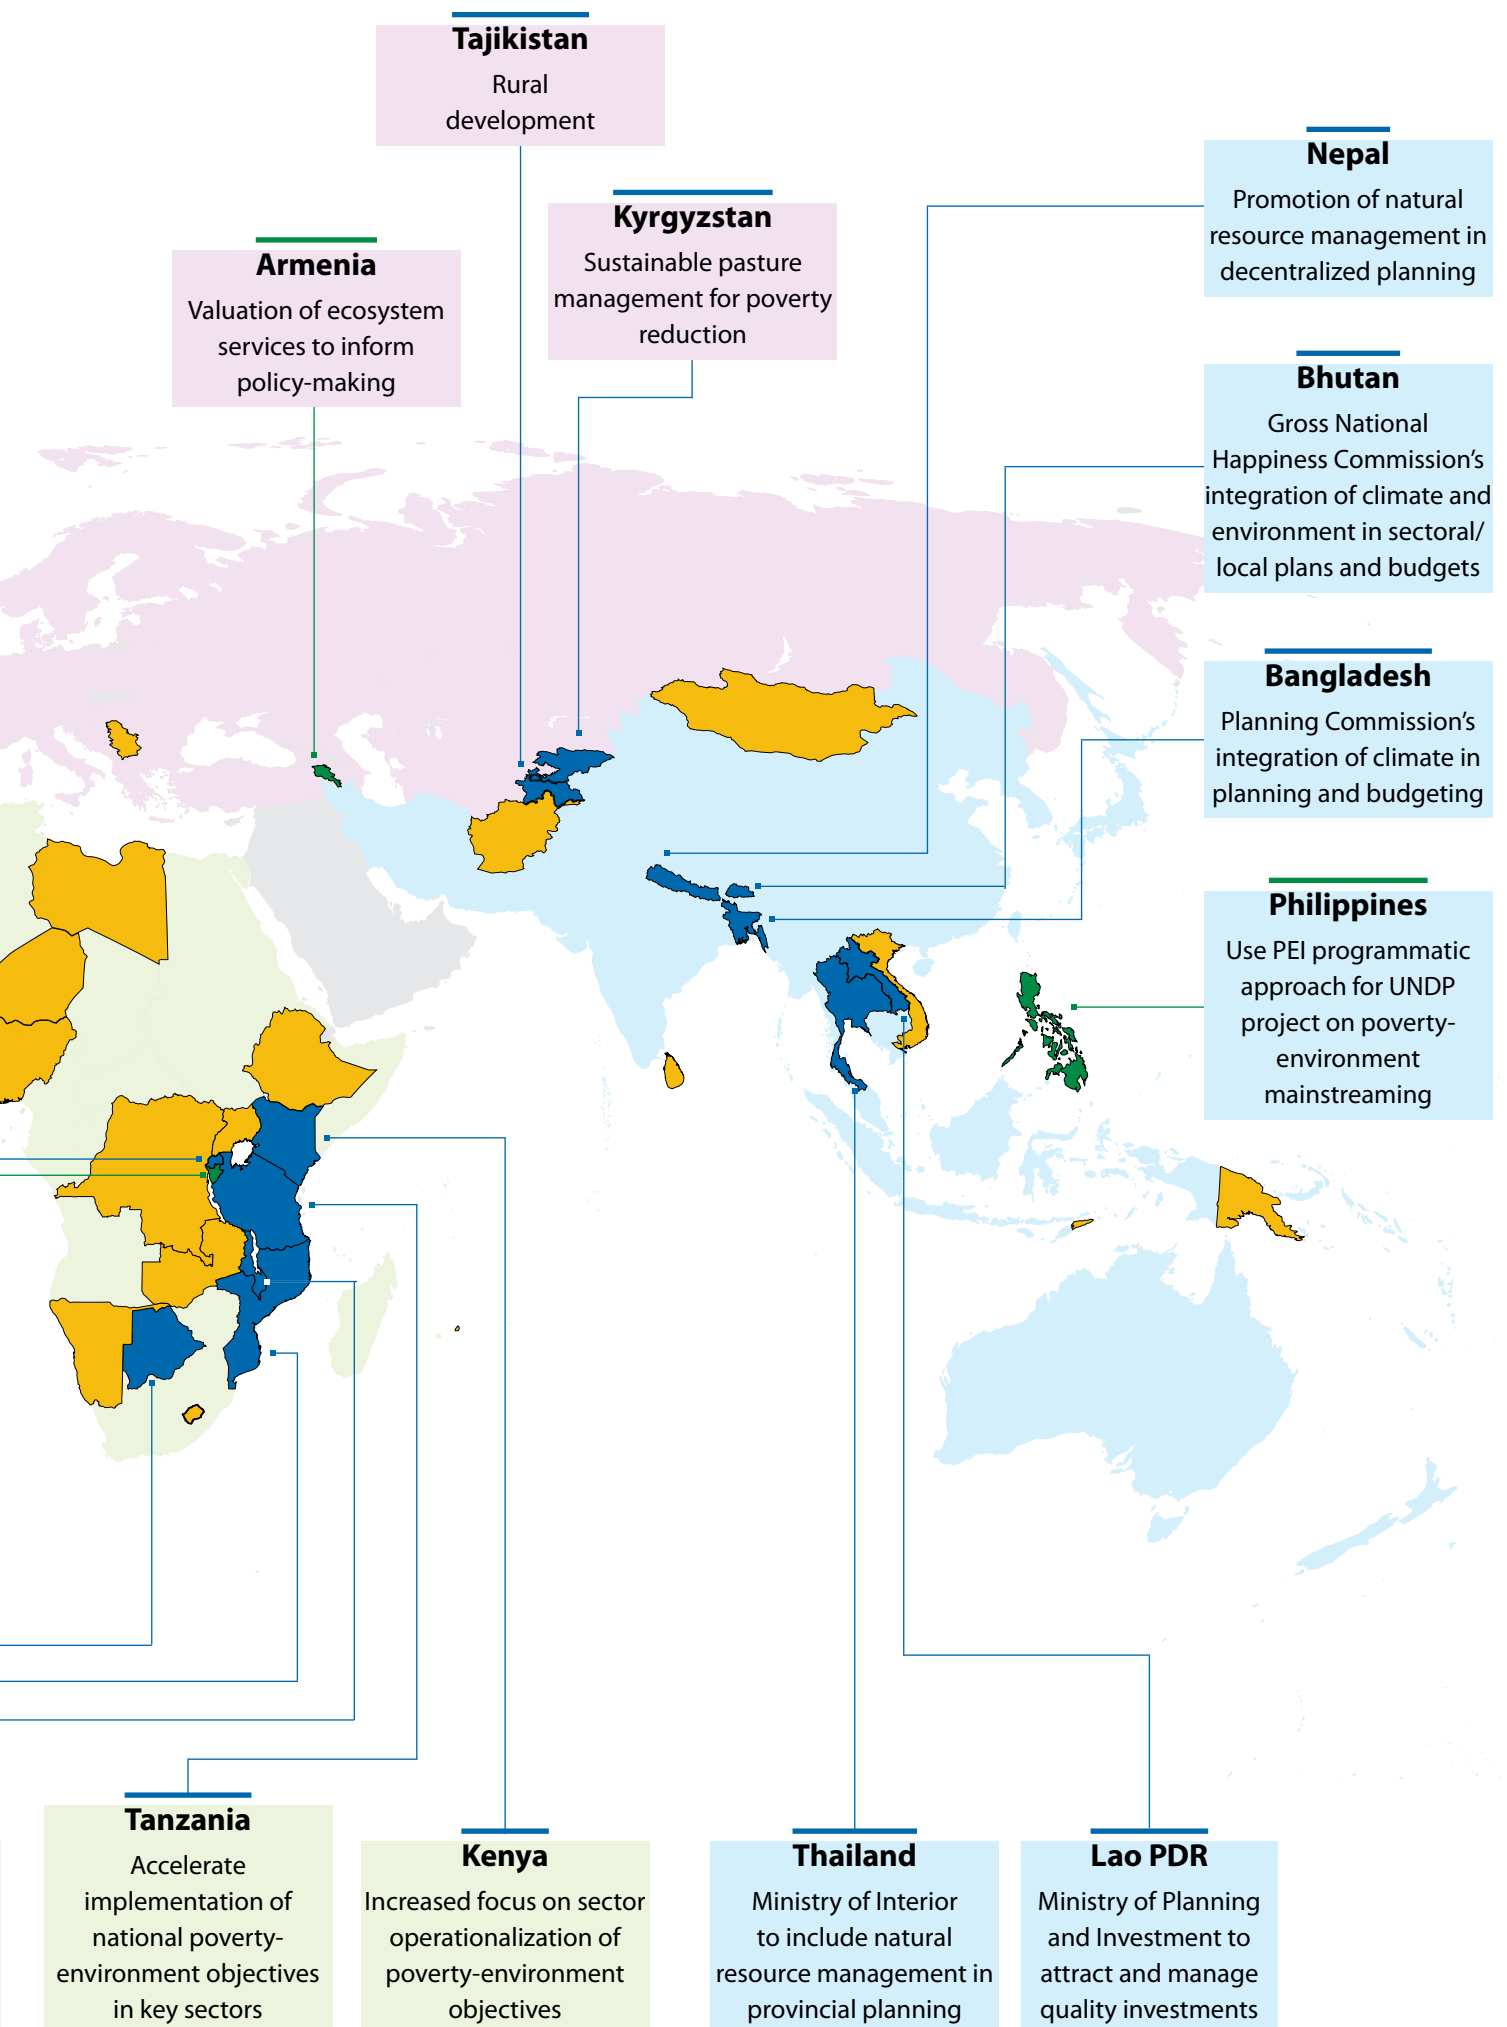 Tajikistan
Rural
development
Kyrgyzstan
Sustainable pasture
management for poverty
reduction
Armenia
Valuation of ecosystem
services to inform
policy-making
Nepal
Promotion of natural
resource management in
decentralized planning
Bhutan
Gross National
Happiness Commission’s
integration of climate and
environment in sectoral/
local plans and budgets
Bangladesh
Planning Commission’s
integration of climate in
planning and budgeting
Philippines
Use PEI programmatic
approach for UNDP
project on poverty-
environment
mainstreaming
Tanzania
Accelerate
implementation of
national poverty-
environment objectives
in key sectors
Kenya
Increased focus on sector
operationalization of
poverty-environment
objectives
Thailand
Ministry of Interior
to include natural
resource management in
provincial planning
Lao PDR
Ministry of Planning
and Investment to
attract and manage
quality investments